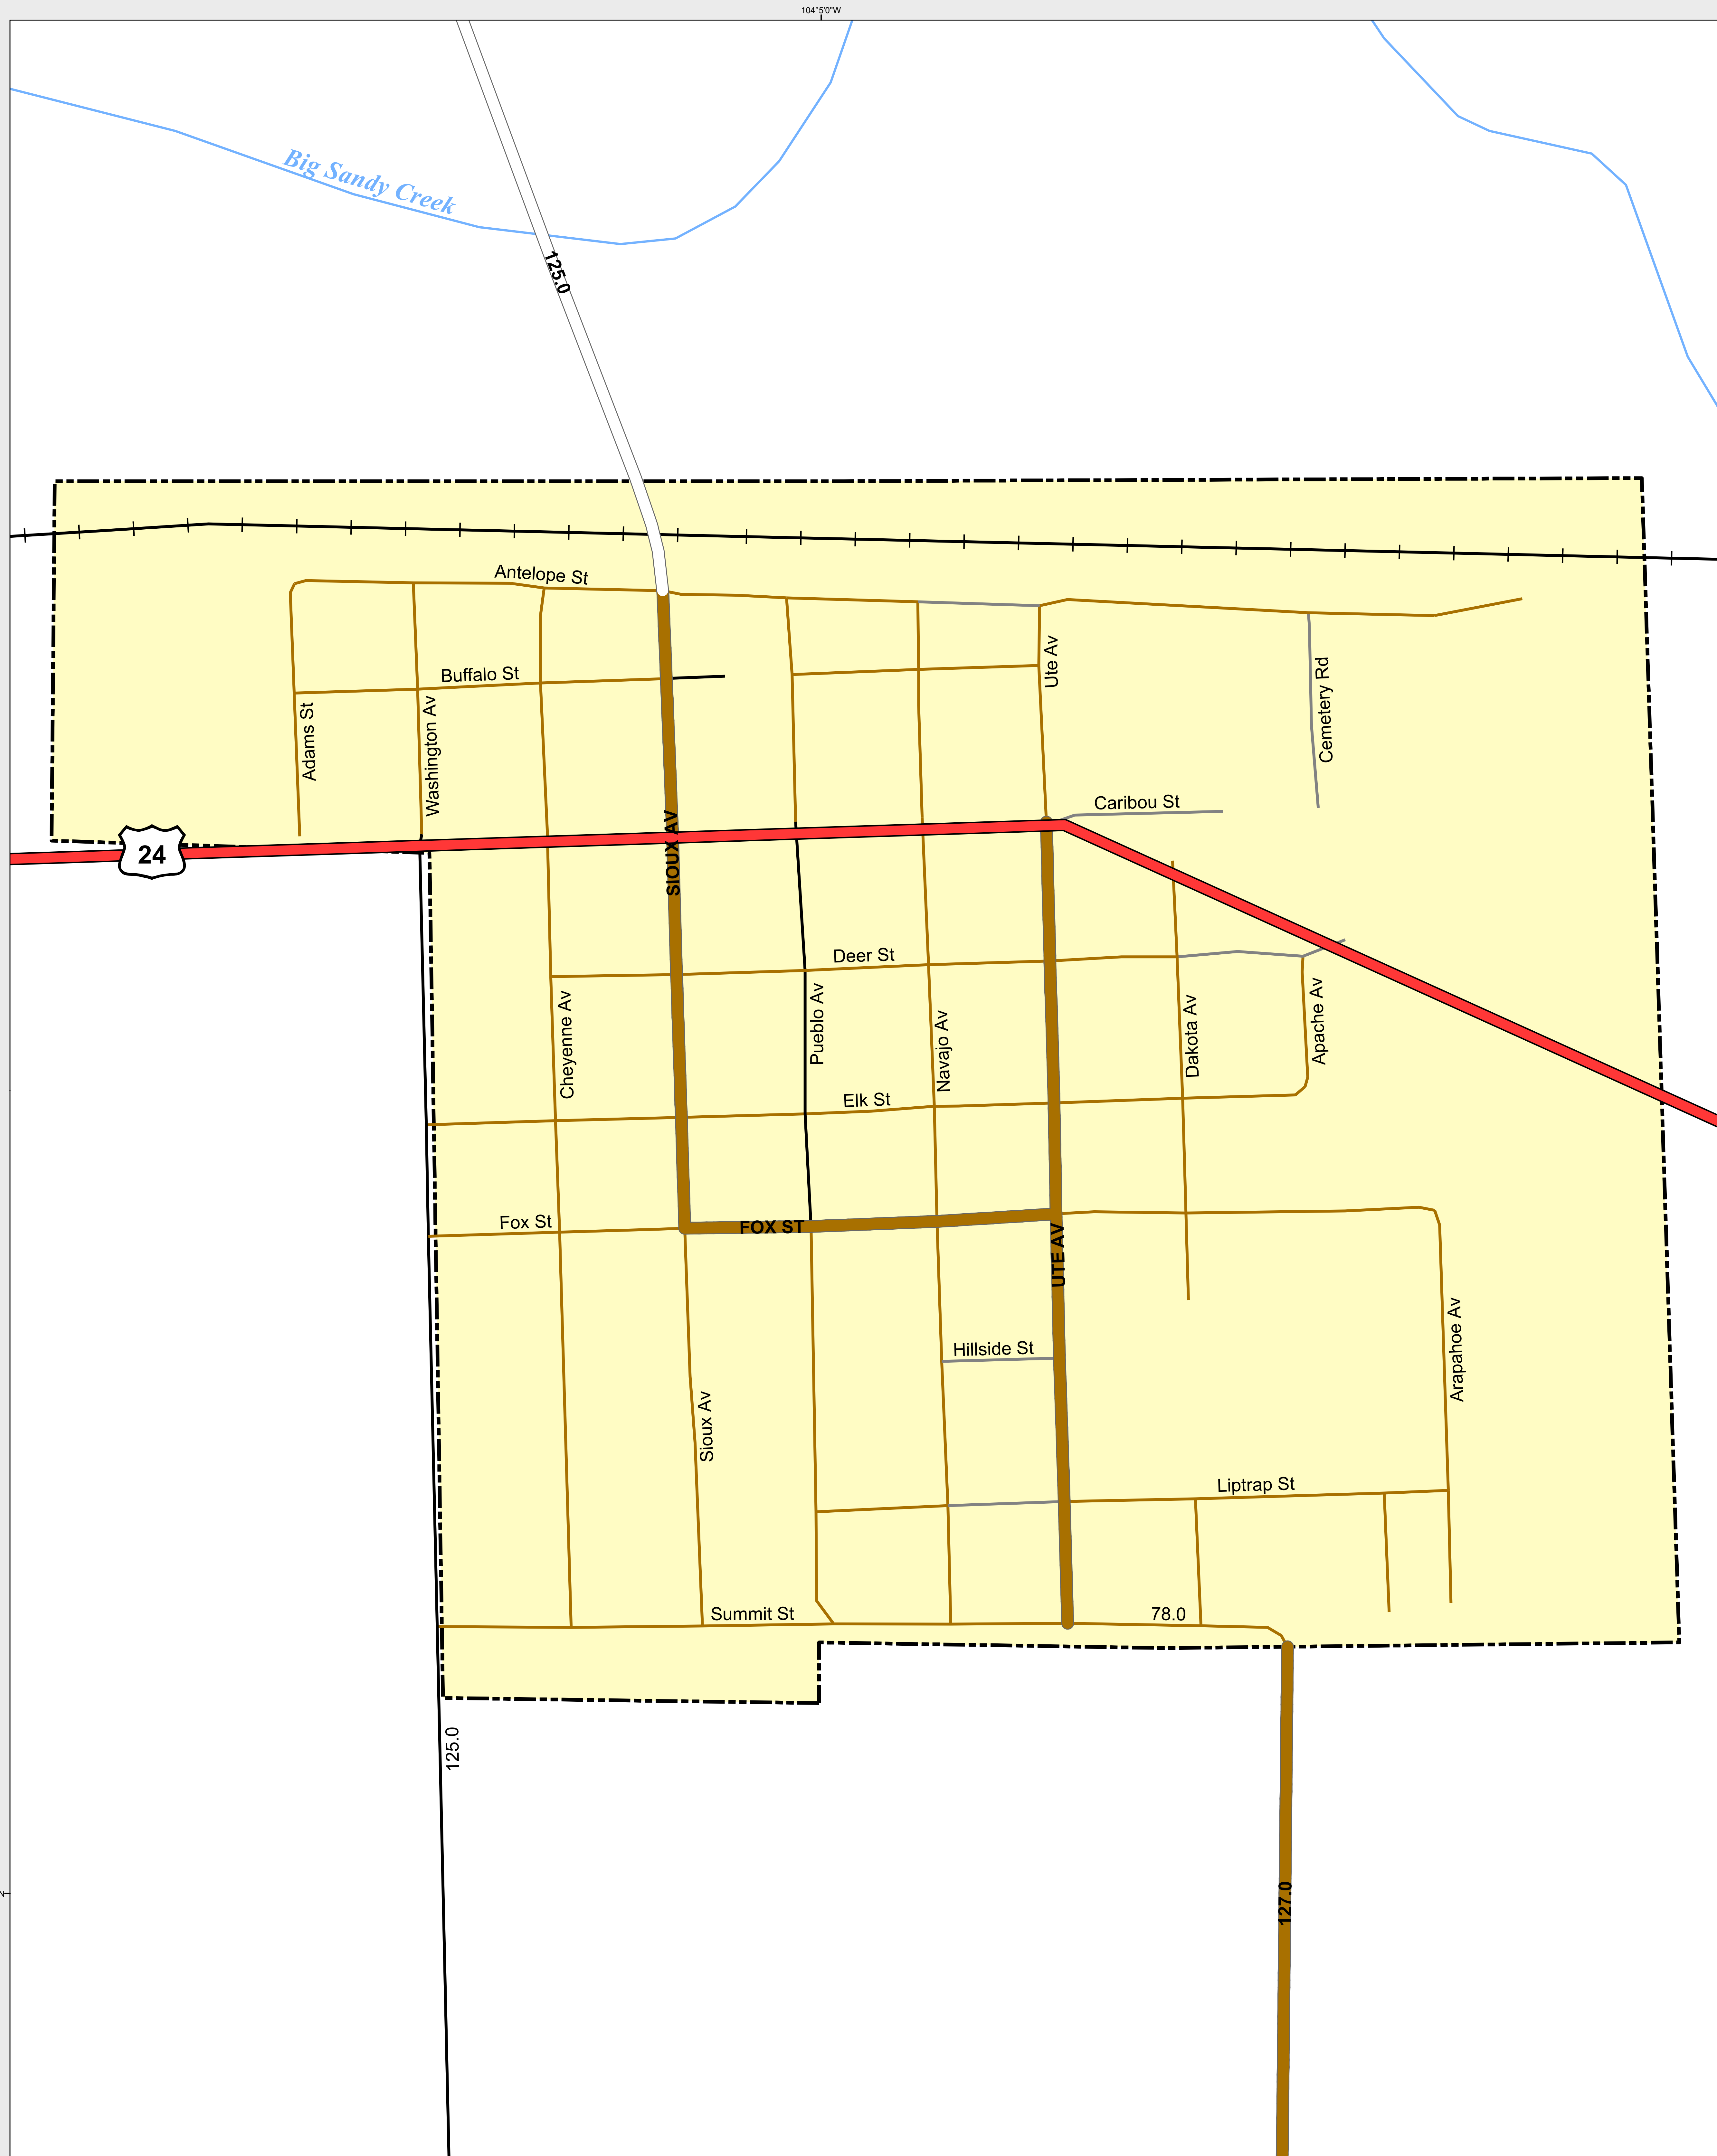 104°5'0"W
Big Sandy Creek
125.0
Antelope St
Buffalo St
Ute Av
Cemetery Rd
Adams St
Washington Av
Caribou St
SIOUX AV
24
Deer St
Cheyenne Av
Pueblo Av
Navajo Av
Dakota Av
Apache Av
Elk St
Fox St
FOX ST
UTE AV
Hillside St
Arapahoe Av
Sioux Av
Liptrap St
Summit St
78.0
125.0
127.0